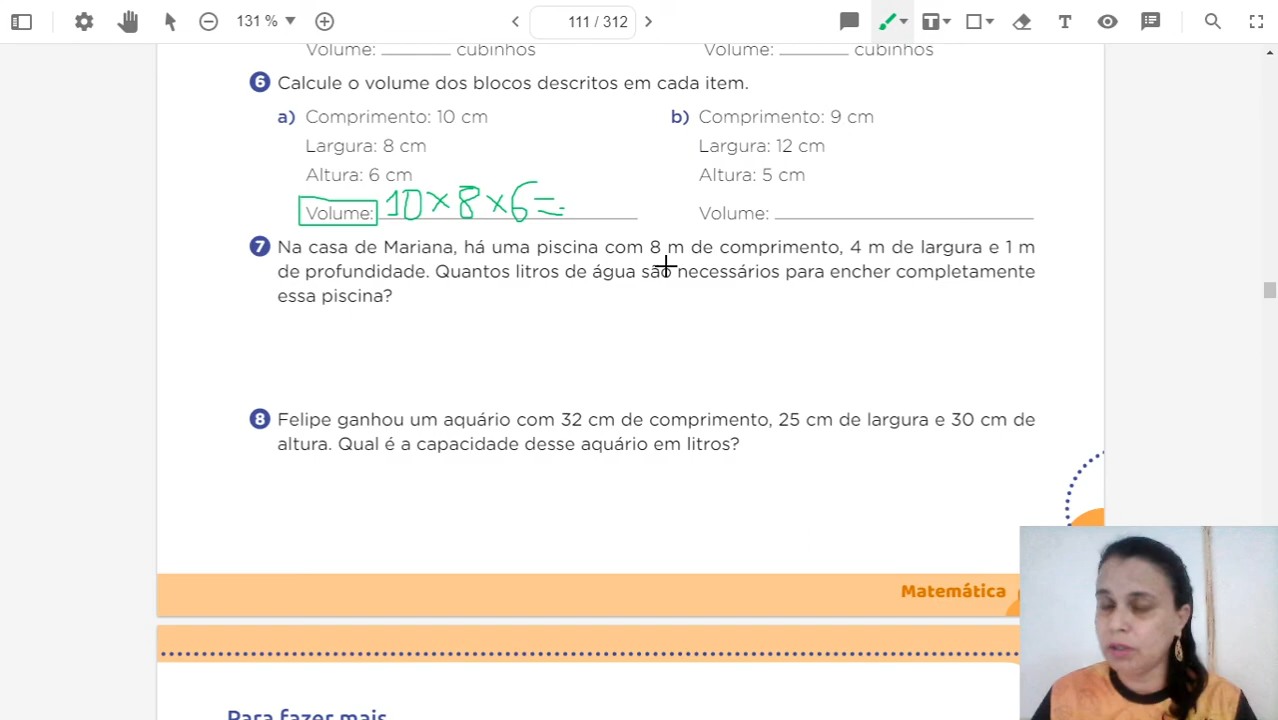 131 %
111 / 312
Volume: ______ cubinhos
Volume: ______ cubinhos
6 Calcule o volume dos blocos descritos em cada item.
a) Comprimento: 10 cm
Largura: 8 cm
Altura: 6 cm
Volume: 10×8×6=
b) Comprimento: 9 cm
Largura: 12 cm
Altura: 5 cm
Volume: ______
7 Na casa de Mariana, há uma piscina com 8 m de comprimento, 4 m de largura e 1 m
de profundidade. Quantos litros de água são necessários para encher completamente
essa piscina?
8 Felipe ganhou um aquário com 32 cm de comprimento, 25 cm de largura e 30 cm de
altura. Qual é a capacidade desse aquário em litros?
Matemática
Para fazer mais